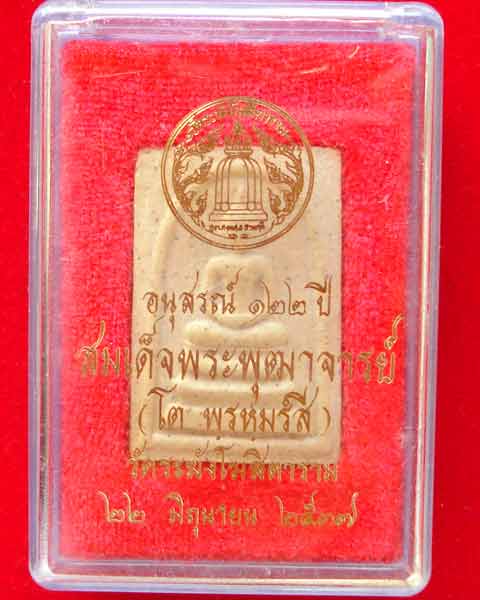 อนุสรณ์ ๑๒๒ ปี
สมเด็จพระพุฒาจารย์
(โต พฺรหฺมรํสี)
วัดระฆังโฆสิตาราม
๒๒ มิถุนายน ๒๕๓๗